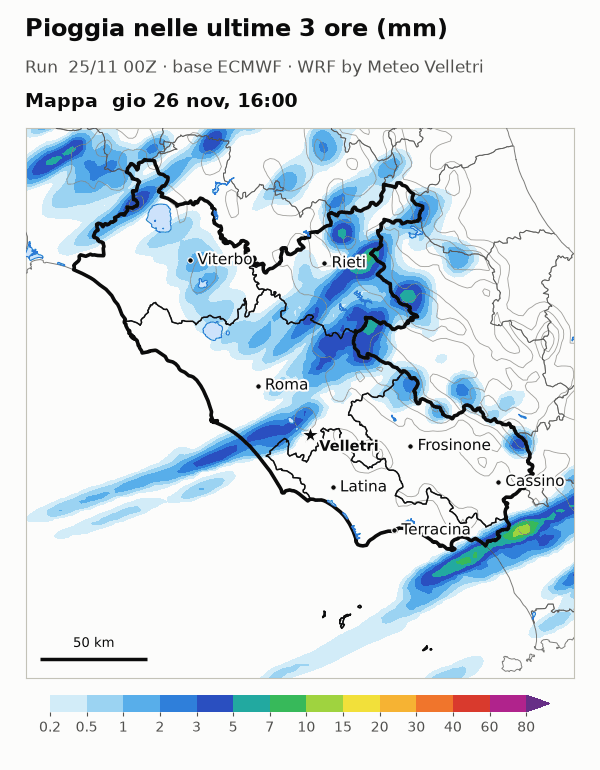 Pioggia nelle ultime 3 ore (mm)
Run  25/11 00Z · base ECMWF · WRF by Meteo Velletri
Mappa  gio 26 nov, 16:00
Viterbo
Rieti
Roma
Velletri
Frosinone
Latina
Cassino
Terracina
50 km
0.2 0.5 1 2 3 5 7 10 15 20 30 40 60 80